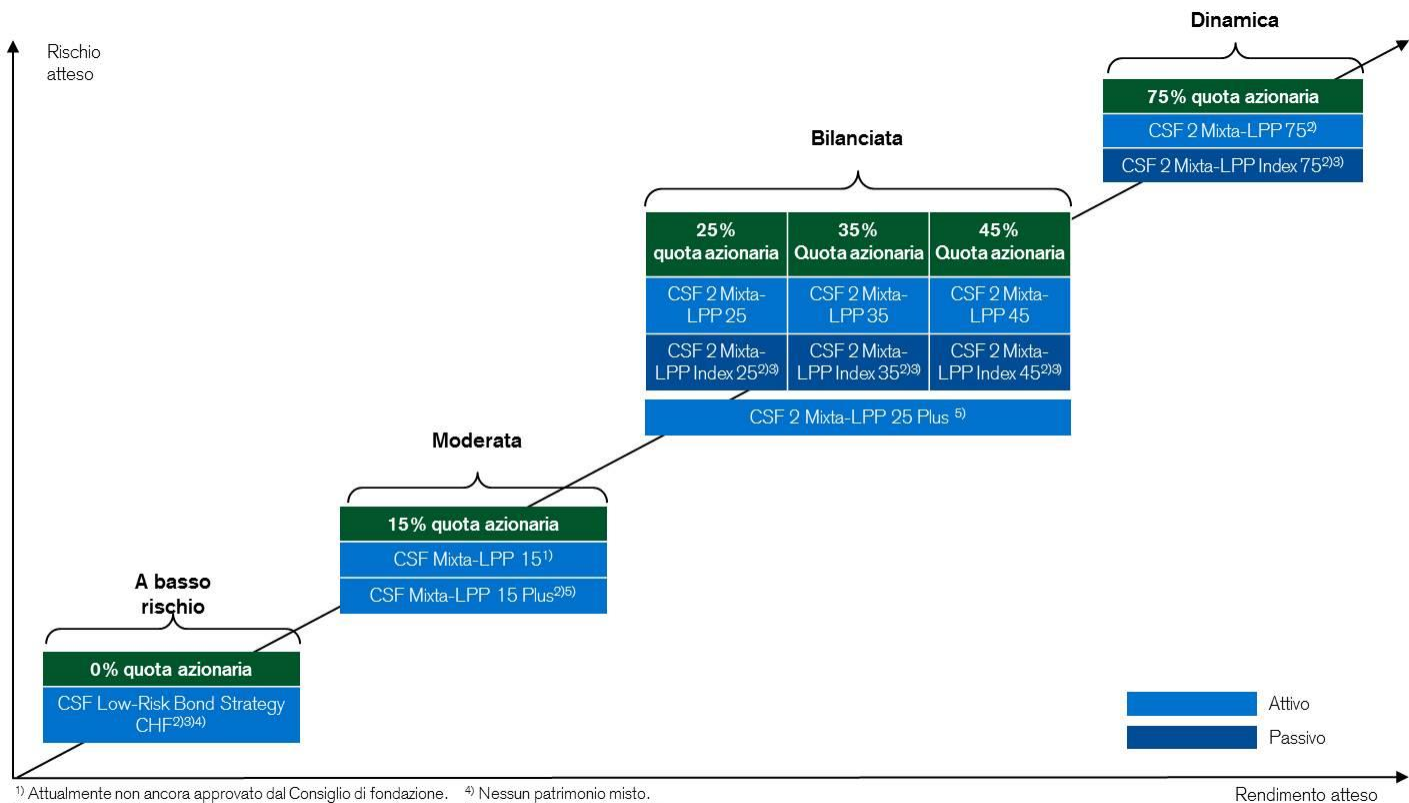 Rischio
atteso
Dinamica
75% quota azionaria
CSF 2 Mixta-LPP 75²⁾
CSF 2 Mixta-LPP Index 75²⁾³⁾
Bilanciata
25%
quota azionaria
35%
Quota azionaria
45%
Quota azionaria
CSF 2 Mixta-
LPP 25
CSF 2 Mixta-
LPP 35
CSF 2 Mixta-
LPP 45
CSF 2 Mixta-
LPP Index 25²⁾³⁾
CSF 2 Mixta-
LPP Index 35²⁾³⁾
CSF 2 Mixta-
LPP Index 45²⁾³⁾
CSF 2 Mixta-LPP 25 Plus ⁵⁾
Moderata
15% quota azionaria
CSF Mixta-LPP 15¹⁾
CSF Mixta-LPP 15 Plus²⁾⁵⁾
A basso
rischio
0% quota azionaria
CSF Low-Risk Bond Strategy
CHF²⁾³⁾⁴⁾
Attivo
Passivo
¹⁾ Attualmente non ancora approvato dal Consiglio di fondazione. ⁴⁾ Nessun patrimonio misto.
Rendimento atteso